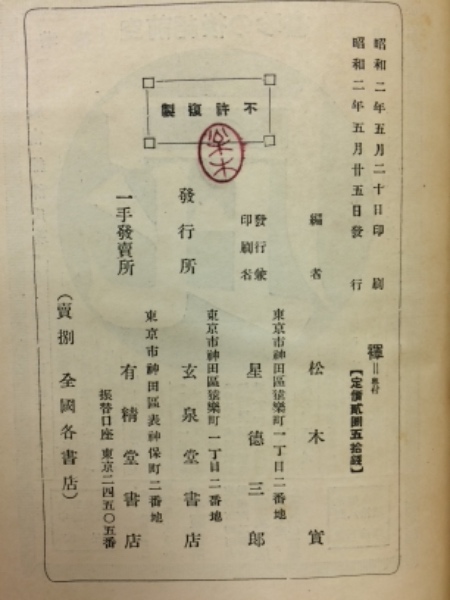 昭和二年五月二十日印刷
昭和二年五月廿五日發行
禪=奥付
【定價貳圓五拾錢】
不許復製
編者
松木實
東京市神田區猿樂町一丁目二番地
發行兼
印刷者
星德三郎
東京市神田區猿樂町一丁目二番地
發行所
玄泉堂書店
東京市神田區表神保町二番地
一手發賣所
有精堂書店
振替口座東京二四五〇五番
(賣捌 全國各書店)